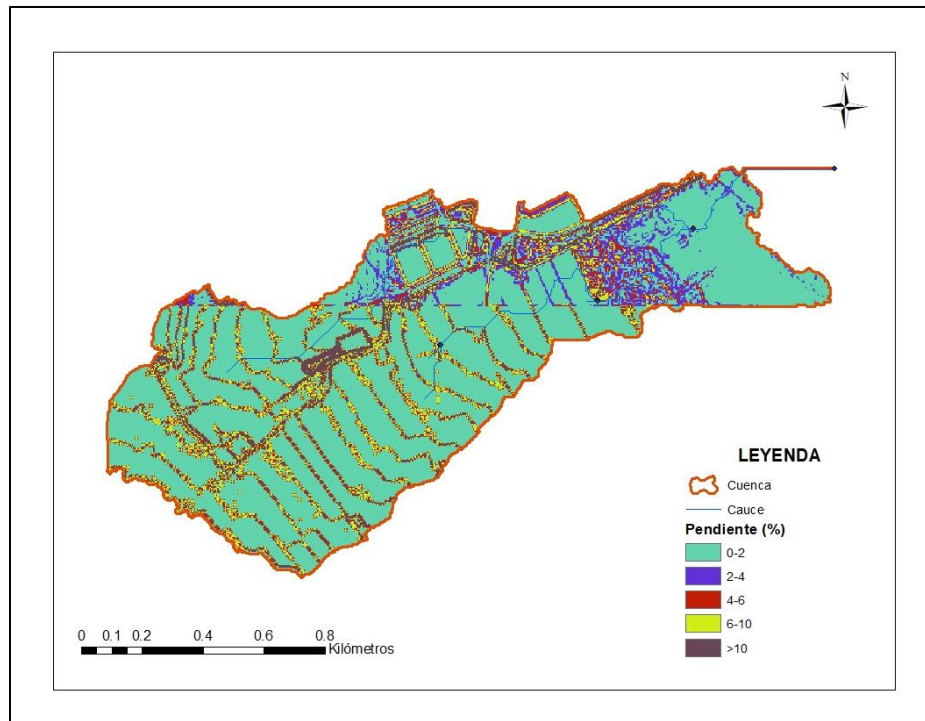 N
LEYENDA
Cuenca
Cauce
Pendiente (%)
0-2
2-4
4-6
6-10
>10
0 0.1 0.2 0.4 0.6 0.8
Kilómetros